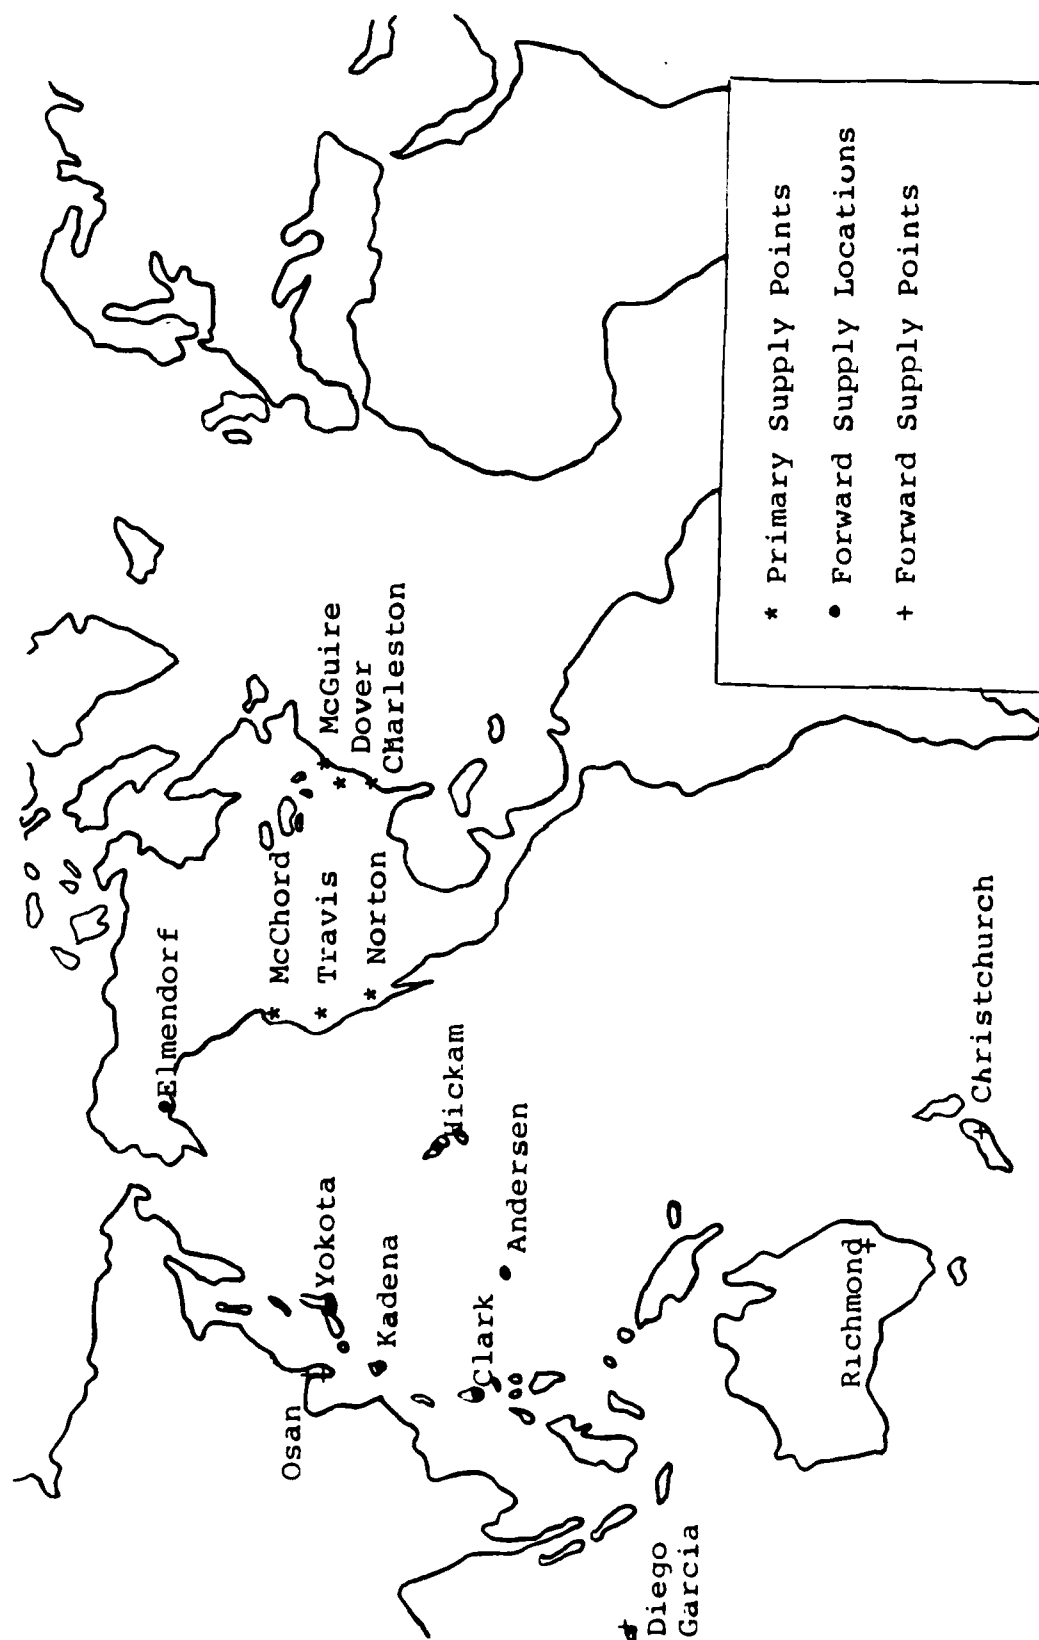 Elmendorf
McChord
Travis
Norton
McGuire
Dover
CHarleston
Osan
Yokota
Kadena
Hickam
Clark
Andersen
Diego
Garcia
Richmond
Christchurch
* Primary Supply Points
● Forward Supply Locations
+ Forward Supply Points